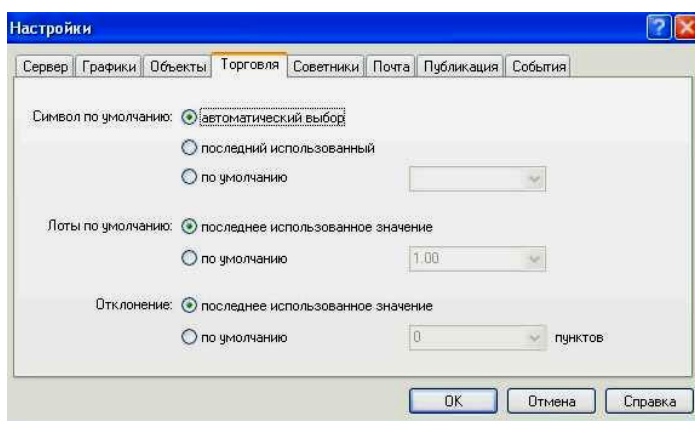 Настройки
Сервер Графики Объекты Торговля Советники Почта Публикация События
Символ по умолчанию: автоматический выбор
последний использованный
по умолчанию
Лоты по умолчанию: последнее использованное значение
по умолчанию 1.00
Отклонение: последнее использованное значение
по умолчанию 0 пунктов
OK Отмена Справка